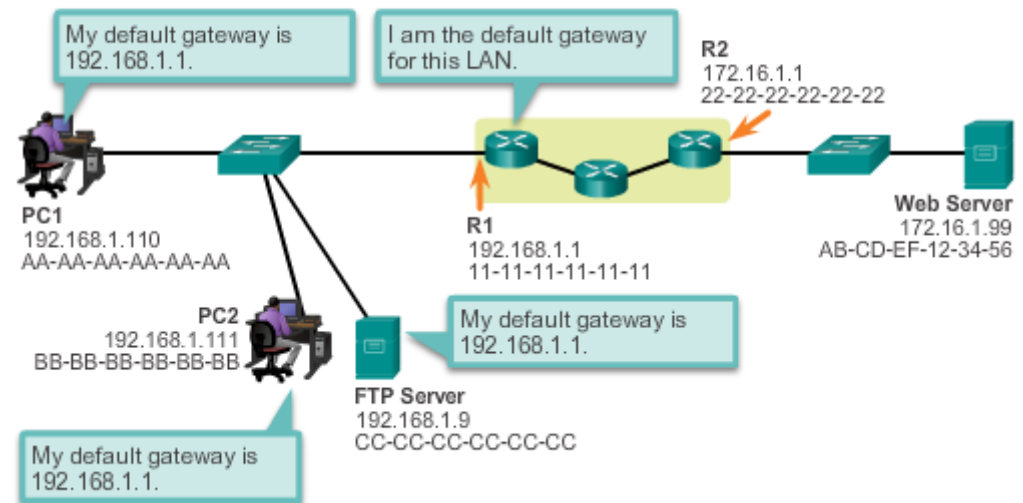 My default gateway is
192.168.1.1.
I am the default gateway
for this LAN.
R2
172.16.1.1
22-22-22-22-22-22
PC1
192.168.1.110
AA-AA-AA-AA-AA-AA
R1
192.168.1.1
11-11-11-11-11-11
Web Server
172.16.1.99
AB-CD-EF-12-34-56
PC2
192.168.1.111
BB-BB-BB-BB-BB-BB
My default gateway is
192.168.1.1.
FTP Server
192.168.1.9
CC-CC-CC-CC-CC-CC
My default gateway is
192.168.1.1.